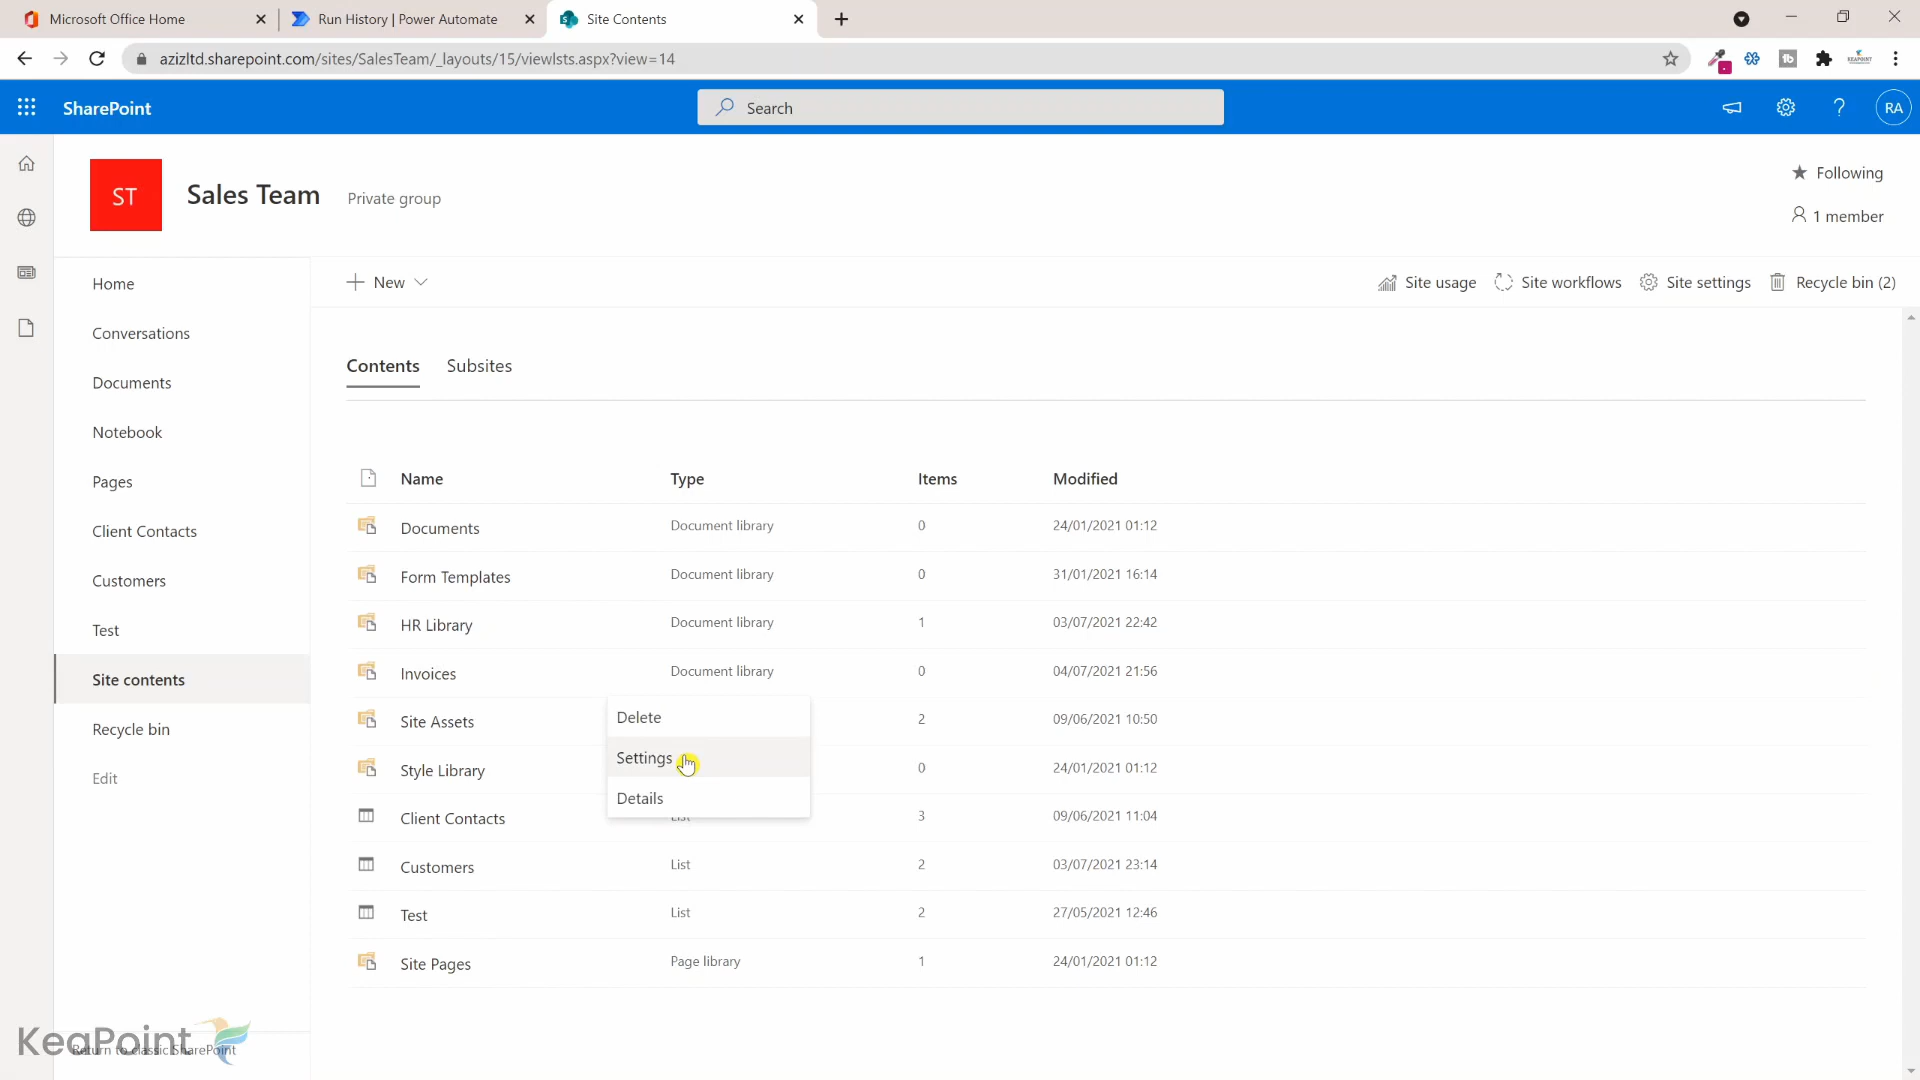 Microsoft Office Home
Run History | Power Automate
Site Contents
azizltd.sharepoint.com/sites/SalesTeam/_layouts/15/viewlsts.aspx?view=14
SharePoint
Search
RA
ST
Sales Team
Private group
Following
1 member
Home
Conversations
Documents
Notebook
Pages
Client Contacts
Customers
Test
Site contents
Recycle bin
Edit
New
Site usage
Site workflows
Site settings
Recycle bin (2)
Contents
Subsites
Name Type Items Modified
Documents Document library 0 24/01/2021 01:12
Form Templates Document library 0 31/01/2021 16:14
HR Library Document library 1 03/07/2021 22:42
Invoices Document library 0 04/07/2021 21:56
Site Assets 2 09/06/2021 10:50
Style Library 0 24/01/2021 01:12
Client Contacts List 3 09/06/2021 11:04
Customers List 2 03/07/2021 23:14
Test List 2 27/05/2021 12:46
Site Pages Page library 1 24/01/2021 01:12
Delete
Settings
Details
KeaPoint
Return to classic SharePoint